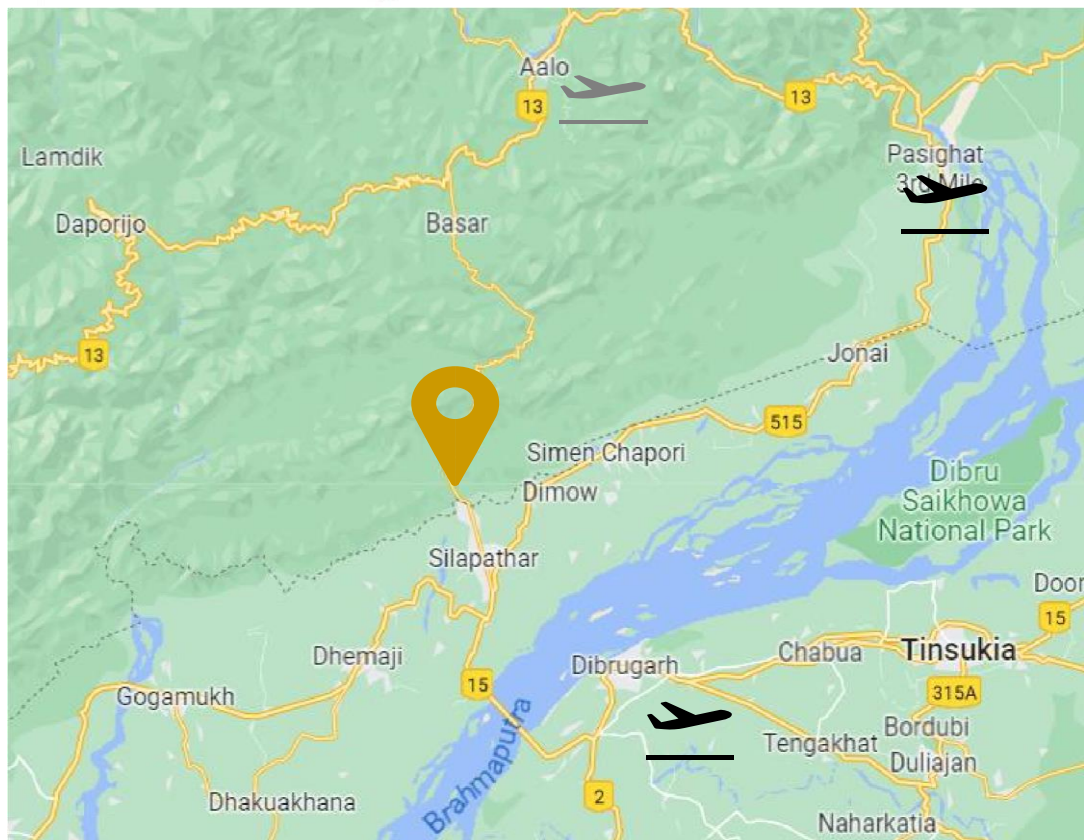 Aalo
13
13
Lamdik
Pasighat
3rd Mile
Daporijo
Basar
13
Jonai
515
Simen Chapori
Dimow
Dibru
Saikhowa
National Park
Silapathar
Door
15
Dhemaji
Dibrugarh
Chabua
Tinsukia
15
315A
Gogamukh
Brahmaputra
Bordubi
Tengakhat
Duliajan
2
Dhakuakhana
Naharkatia